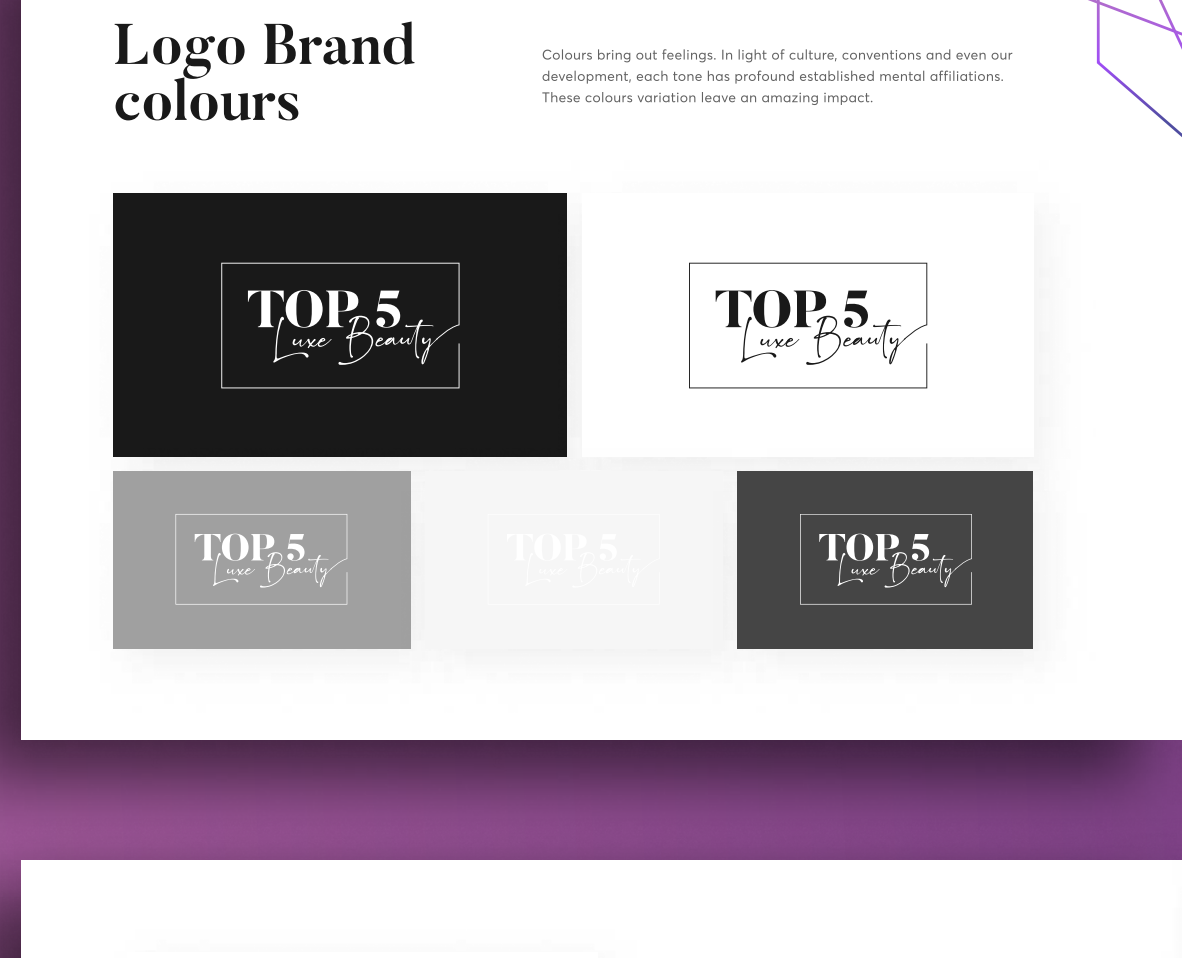 Logo Brand
colours
Colours bring out feelings. In light of culture, conventions and even our
development, each tone has profound established mental affiliations.
These colours variation leave an amazing impact.
TOP 5
Luxe Beauty
TOP 5
Luxe Beauty
TOP 5
Luxe Beauty
TOP 5
Luxe Beauty
TOP 5
Luxe Beauty